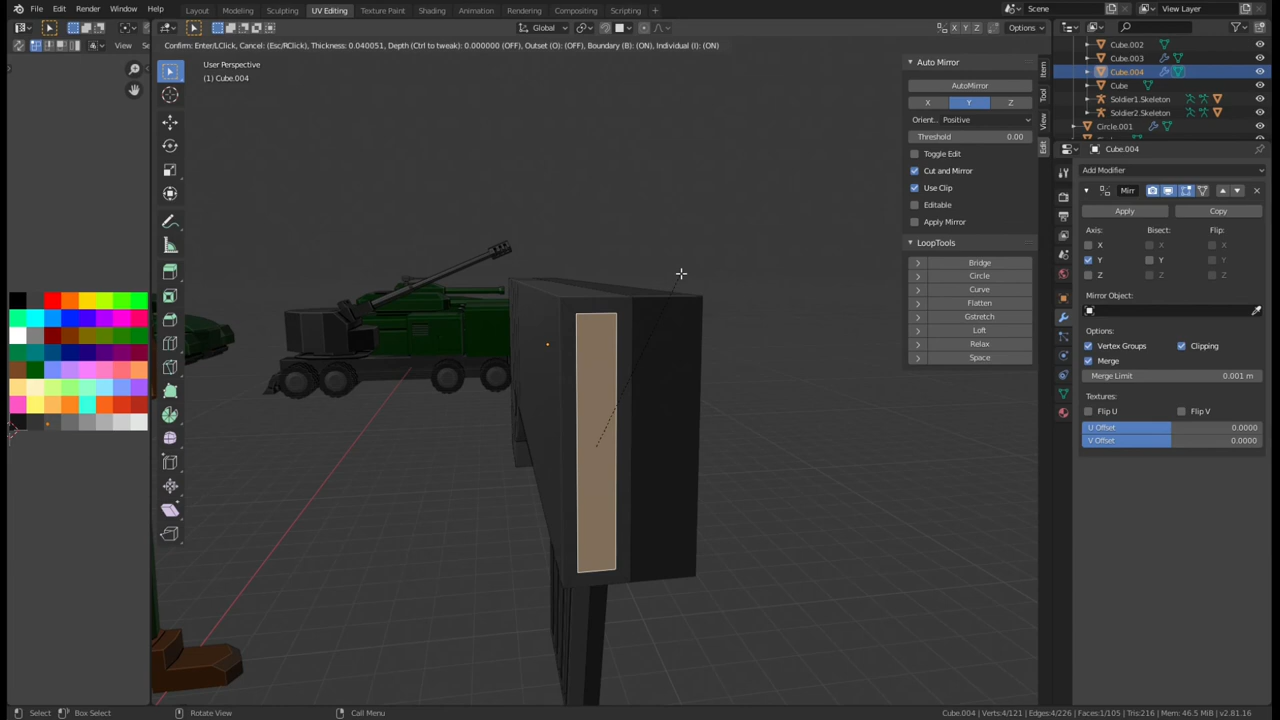 File Edit Render Window Help Layout Modeling Sculpting UV Editing Texture Paint Shading Animation Rendering Compositing Scripting + Scene View Layer
View Global Options
Confirm: Enter/LClick, Cancel: (Esc/RClick), Thickness: 0.040051, Depth (Ctrl to tweak): 0.000000 (OFF), Outset (O): (OFF), Boundary (B): (ON), Individual (I): (ON)
X Y Z
User Perspective
(1) Cube.004
Auto Mirror
AutoMirror
X Y Z
Orient.. Positive
Threshold 0.00
Toggle Edit
Cut and Mirror
Use Clip
Editable
Apply Mirror
LoopTools
Bridge
Circle
Curve
Flatten
Gstretch
Loft
Relax
Space
Item
Tool
View
Edit
Cube.002
Cube.003
Cube.004
Cube
Soldier1.Skeleton
Soldier2.Skeleton
Circle.001
Cube.004
Add Modifier
Mirr
Apply Copy
Axis: Bisect: Flip:
X X X
Y Y Y
Z Z Z
Mirror Object:
Options:
Vertex Groups Clipping
Merge
Merge Limit 0.001 m
Textures:
Flip U Flip V
U Offset 0.0000
V Offset 0.0000
Select Box Select Rotate View Call Menu Cube.004 | Verts:4/121 | Edges:4/226 | Faces:1/105 | Tris:216 | Mem: 46.5 MiB | v2.81.16